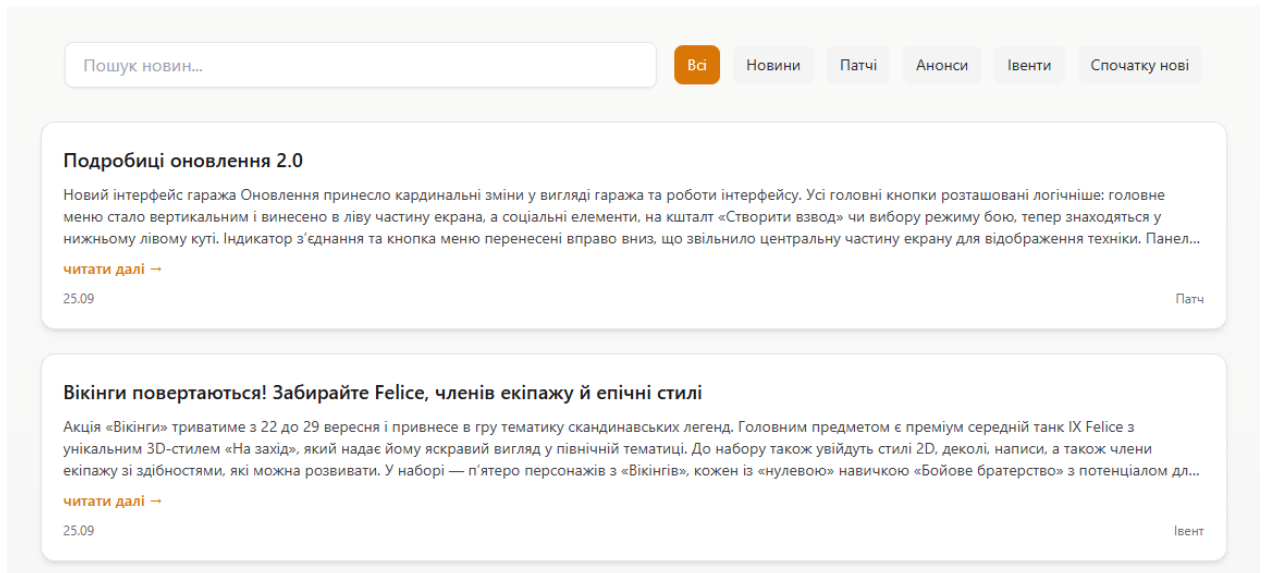 Пошук новин...
Всі
Новини
Патчі
Анонси
Івенти
Спочатку нові
Подробиці оновлення 2.0
Новий інтерфейс гаража Оновлення принесло кардинальні зміни у вигляді гаража та роботи інтерфейсу. Усі головні кнопки розташовані логічніше: головне
меню стало вертикальним і винесено в ліву частину екрана, а соціальні елементи, на кшталт «Створити взвод» чи вибору режиму бою, тепер знаходяться у
нижньому лівому куті. Індикатор з’єднання та кнопка меню перенесені вправо вниз, що звільнило центральну частину екрану для відображення техніки. Панел...
читати далі →
25.09
Патч
Вікінги повертаються! Забирайте Felice, членів екіпажу й епічні стилі
Акція «Вікінги» триватиме з 22 до 29 вересня і привнесе в гру тематику скандинавських легенд. Головним предметом є преміум середній танк IX Felice з
унікальним 3D-стилем «На захід», який надає йому яскравий вигляд у північній тематиці. До набору також увійдуть стилі 2D, деколі, написи, а також члени
екіпажу зі здібностями, які можна розвивати. У наборі — п’ятеро персонажів з «Вікінгів», кожен із «нулевою» навичкою «Бойове братерство» з потенціалом дл...
читати далі →
25.09
Івент